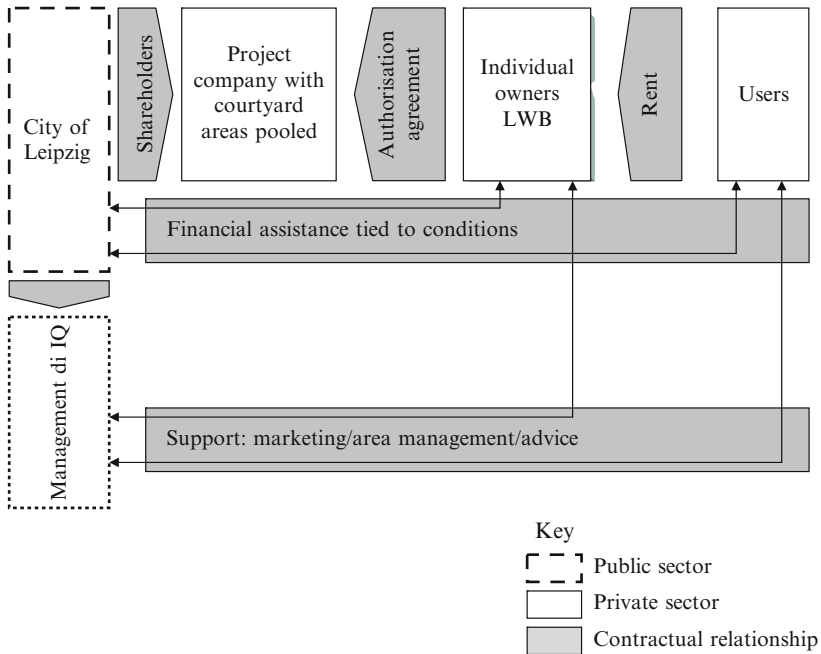 City of
Leipzig
Shareholders
Project
company with
courtyard
areas pooled
Authorisation
agreement
Individual
owners
LWB
Rent
Users
Financial assistance tied to conditions
Management di IQ
Support: marketing/area management/advice
Key
Public sector
Private sector
Contractual relationship